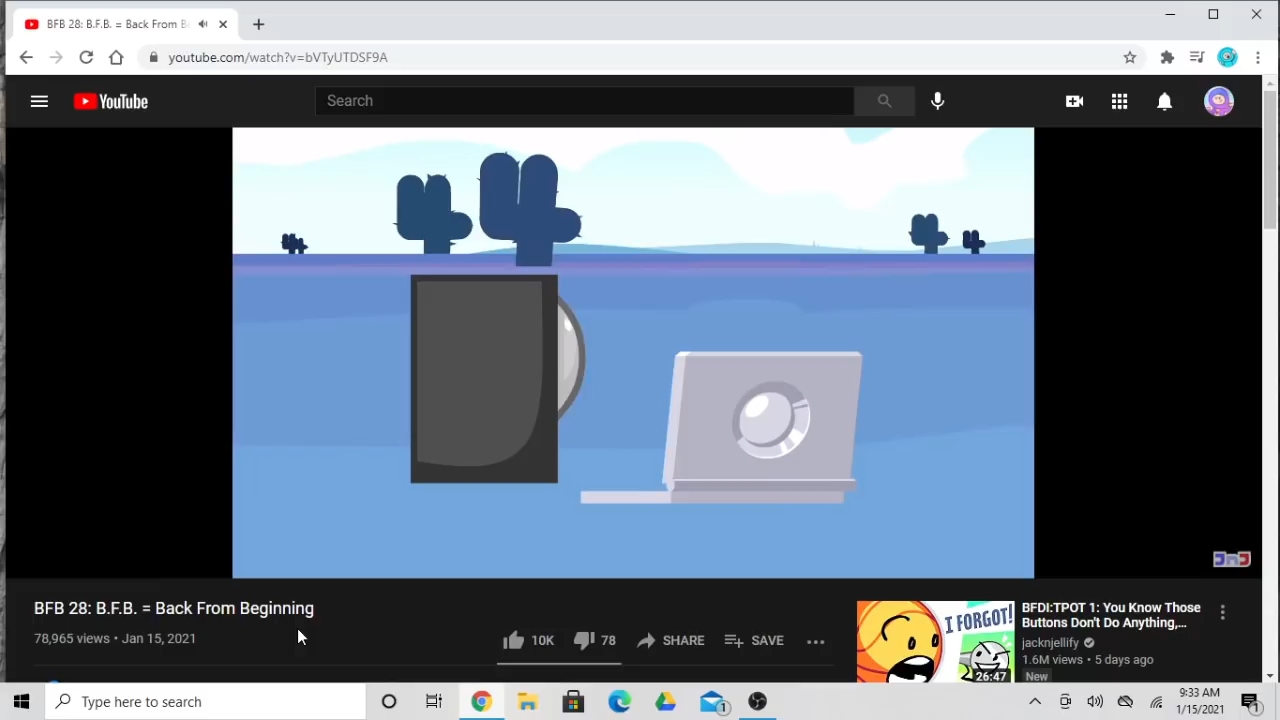 BFB 28: B.F.B. = Back From B
youtube.com/watch?v=bVTyUTDSF9A
YouTube
Search
BFB 28: B.F.B. = Back From Beginning
78,965 views • Jan 15, 2021
10K
78
SHARE
SAVE
I FORGOT!
26:47
BFDI:TPOT 1: You Know Those
Buttons Don't Do Anything,...
jacknjellify
1.6M views • 5 days ago
New
Type here to search
1
9:33 AM
1/15/2021
1